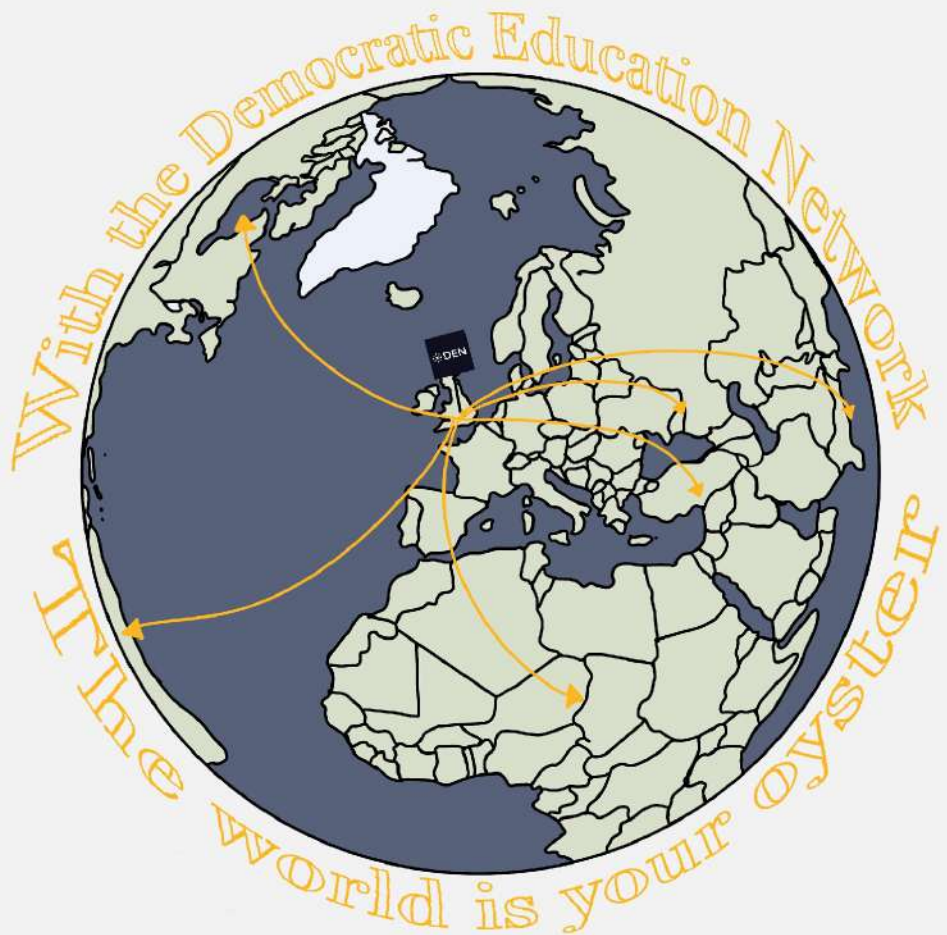 With the Democratic Education Network
DEN
The world is your oyster